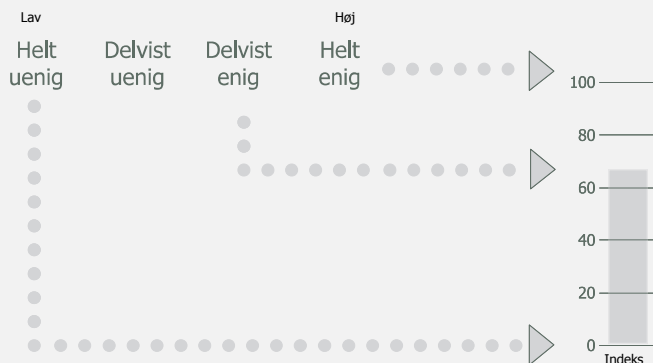 Lav Høj
Helt Delvist Delvist Helt
uenig uenig enig enig
100
80
60
40
20
0
Indeks